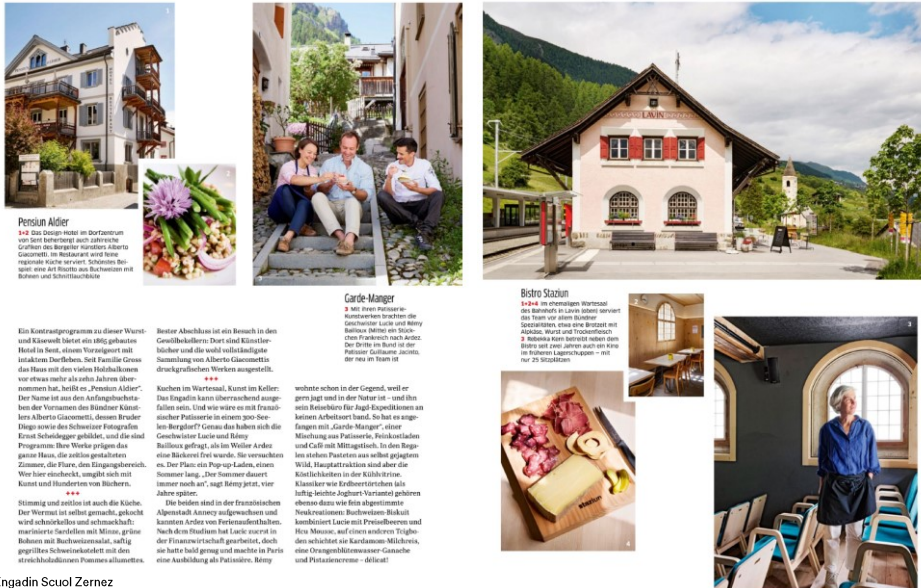 Pensiun Aldier
1+2 Das Design-Hotel im Dorfzentrum
von Sent beherbergt auch zahlreiche
Grafiken des Bergeller Künstlers Alberto
Giacometti. Im Restaurant wird feine
regionale Küche serviert. Schönstes Bei-
spiel: eine Art Risotto aus Buchweizen mit
Bohnen und Schnittlauchblüte
Garde-Manger
3 Mit ihren Patisserie-
Kunstwerken brachten die
Geschwister Lucie und Rémy
Bailloux (Mitte) ein Stück-
chen Frankreich nach Ardez.
Der Dritte im Bund ist der
Patissier Guillaume Jacinto,
der neu im Team ist
Ein Kontrastprogramm zu dieser Wurst-
und Käsewelt bietet ein 1865 gebautes
Hotel in Sent, einem Vorzeigeort mit
intaktem Dorfleben. Seit Familie Gross
das Haus mit den vielen Holzbalkonen
vor etwas mehr als zehn Jahren über-
nommen hat, heißt es „Pensiun Aldier“.
Der Name ist aus den Anfangsbuchsta-
ben der Vornamen des Bündner Künst-
lers Alberto Giacometti, dessen Bruder
Diego sowie des Schweizer Fotografen
Ernst Scheidegger gebildet, und die sind
Programm: Ihre Werke prägen das
ganze Haus, die zeitlos gestalteten
Zimmer, die Flure, den Eingangsbereich.
Wer hier eincheckt, umgibt sich mit
Kunst und Hunderten von Büchern.
+++
Stimmig und zeitlos ist auch die Küche.
Der Wermut ist selbst gemacht, gekocht
wird schnörkellos und schmackhaft:
marinierte Sardellen mit Minze, grüne
Bohnen mit Buchweizensalat, saftig
gegrilltes Schweinekotelett mit den
streichholzdünnen Pommes allumettes.
Bester Abschluss ist ein Besuch in den
Gewölbekellern: Dort sind Künstler-
bücher und die wohl vollständigste
Sammlung von Alberto Giacomettis
druckgrafischen Werken ausgestellt.
+++
Kuchen im Wartesaal, Kunst im Keller:
Das Engadin kann überraschend ausge-
fallen sein. Und wie wäre es mit franzö-
sischer Patisserie in einem 300-See-
len-Bergdorf? Genau das haben sich die
Geschwister Lucie und Rémy
Bailloux gefragt, als im Weiler Ardez
eine Bäckerei frei wurde. Sie versuchten
es. Der Plan: ein Pop-up-Laden, einen
Sommer lang. „Der Sommer dauert
immer noch an“, sagt Rémy jetzt, vier
Jahre später.
Die beiden sind in der französischen
Alpenstadt Annecy aufgewachsen und
kannten Ardez von Ferienaufenthalten.
Nach dem Studium hat Lucie zuerst in
der Finanzwirtschaft gearbeitet, doch
sie hatte bald genug und machte in Paris
eine Ausbildung als Patissière. Rémy
wohnte schon in der Gegend, weil er
gern jagt und in der Natur ist – und ihn
sein Reisebüro für Jagd-Expeditionen an
keinen Arbeitsort band. So hat es ange-
fangen mit „Garde-Manger“, einer
Mischung aus Patisserie, Feinkostladen
und Café mit Mittagstisch. In den Rega-
len stehen Pasteten aus selbst gejagtem
Wild, Hauptattraktion sind aber die
Köstlichkeiten in der Kühlvitrine.
Klassiker wie Erdbeertörtchen (als
luftig-leichte Joghurt-Variante) gehören
ebenso dazu wie fein abgestimmte
Neukreationen: Buchweizen-Biskuit
kombiniert Lucie mit Preiselbeeren und
Heu-Mousse, auf einen anderen Teigbo-
den schichtet sie Kardamom-Milchreis,
eine Orangenblütenwasser-Ganache
und Pistaziencreme – délicat!
LAVIN
Bistro Staziun
1+2+4 Im ehemaligen Wartesaal
des Bahnhofs in Lavin (oben) serviert
das Team vor allem Bündner
Spezialitäten, etwa eine Brotzeit mit
Alpkäse, Wurst und Trockenfleisch
3 Rebekka Kern betreibt neben dem
Bistro seit zwei Jahren auch ein Kino
im früheren Lagerschuppen – mit
nur 25 Sitzplätzen
staziun
2
3
4
Engadin Scuol Zernez